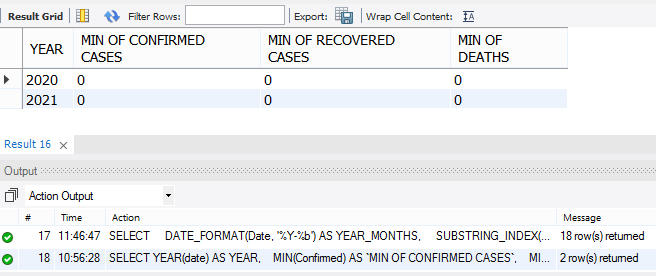 Result Grid Filter Rows: Export: Wrap Cell Content:
YEAR MIN OF CONFIRMED CASES MIN OF RECOVERED CASES MIN OF DEATHS
2020 0 0 0
2021 0 0 0
Result 16
Output
Action Output
# Time Action Message
17 11:46:47 SELECT DATE_FORMAT(Date, '%Y-%b') AS YEAR_MONTHS, SUBSTRING_INDEX(... 18 row(s) returned
18 10:56:28 SELECT YEAR(date) AS YEAR, MIN(Confirmed) AS `MIN OF CONFIRMED CASES`, MI... 2 row(s) returned